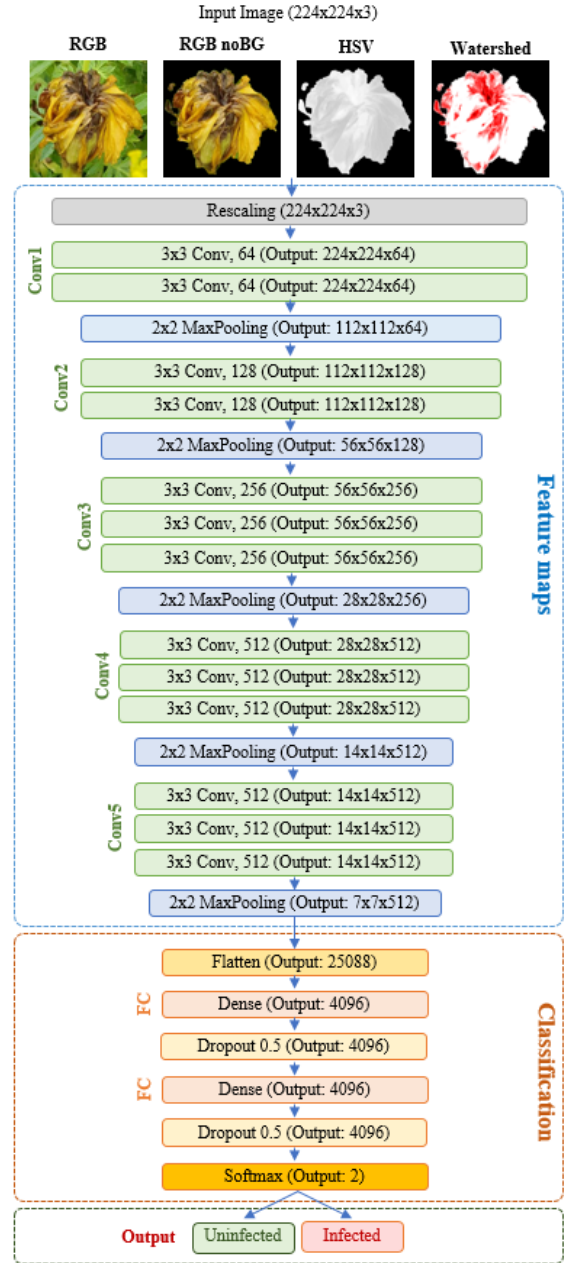 Input Image (224x224x3)
RGB RGB noBG HSV Watershed
Rescaling (224x224x3)
Conv1
3x3 Conv, 64 (Output: 224x224x64)
3x3 Conv, 64 (Output: 224x224x64)
2x2 MaxPooling (Output: 112x112x64)
Conv2
3x3 Conv, 128 (Output: 112x112x128)
3x3 Conv, 128 (Output: 112x112x128)
2x2 MaxPooling (Output: 56x56x128)
Conv3
3x3 Conv, 256 (Output: 56x56x256)
3x3 Conv, 256 (Output: 56x56x256)
3x3 Conv, 256 (Output: 56x56x256)
2x2 MaxPooling (Output: 28x28x256)
Conv4
3x3 Conv, 512 (Output: 28x28x512)
3x3 Conv, 512 (Output: 28x28x512)
3x3 Conv, 512 (Output: 28x28x512)
2x2 MaxPooling (Output: 14x14x512)
Conv5
3x3 Conv, 512 (Output: 14x14x512)
3x3 Conv, 512 (Output: 14x14x512)
3x3 Conv, 512 (Output: 14x14x512)
2x2 MaxPooling (Output: 7x7x512)
Feature maps
Flatten (Output: 25088)
FC
Dense (Output: 4096)
Dropout 0.5 (Output: 4096)
FC
Dense (Output: 4096)
Dropout 0.5 (Output: 4096)
Softmax (Output: 2)
Classification
Output Uninfected Infected